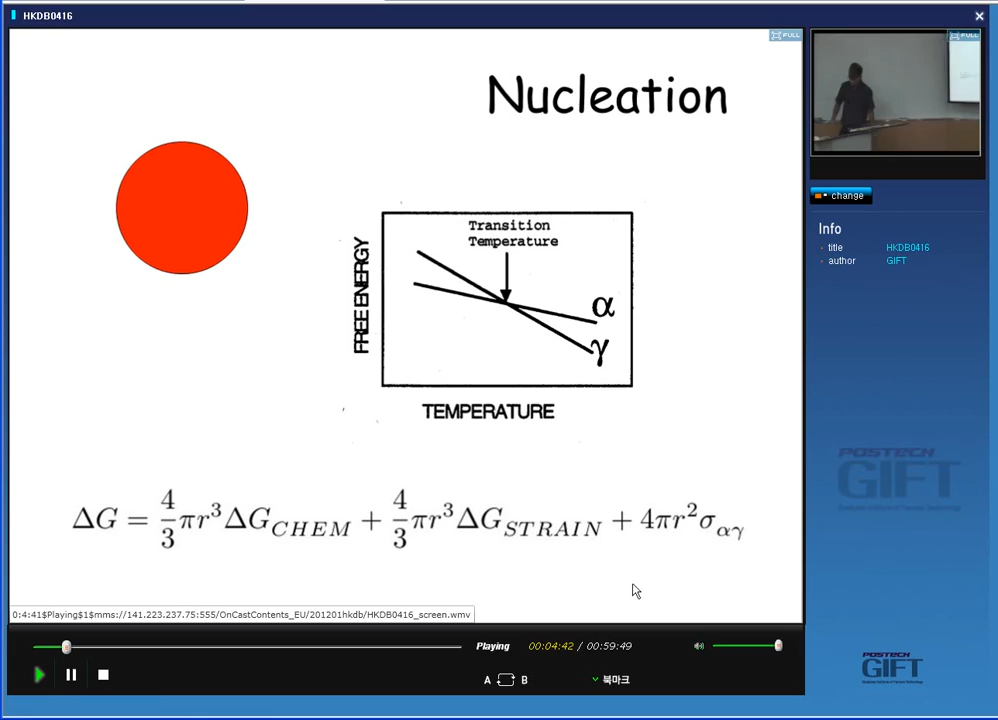 HKDB0416
FULL
Nucleation
FULL
change
Info
title HKDB0416
author GIFT
Transition
Temperature
FREE ENERGY
α
γ
TEMPERATURE
ΔG = 4/3 πr³ΔG_CHEM + 4/3 πr³ΔG_STRAIN + 4πr²σ_αγ
POSTECH
GIFT
0:4:41$Playing$1$mms://141.223.237.75:555/OnCastContents_EU/201201hkdb/HKDB0416_screen.wmv
Playing 00:04:42 / 00:59:49
A B 북마크
POSTECH
GIFT